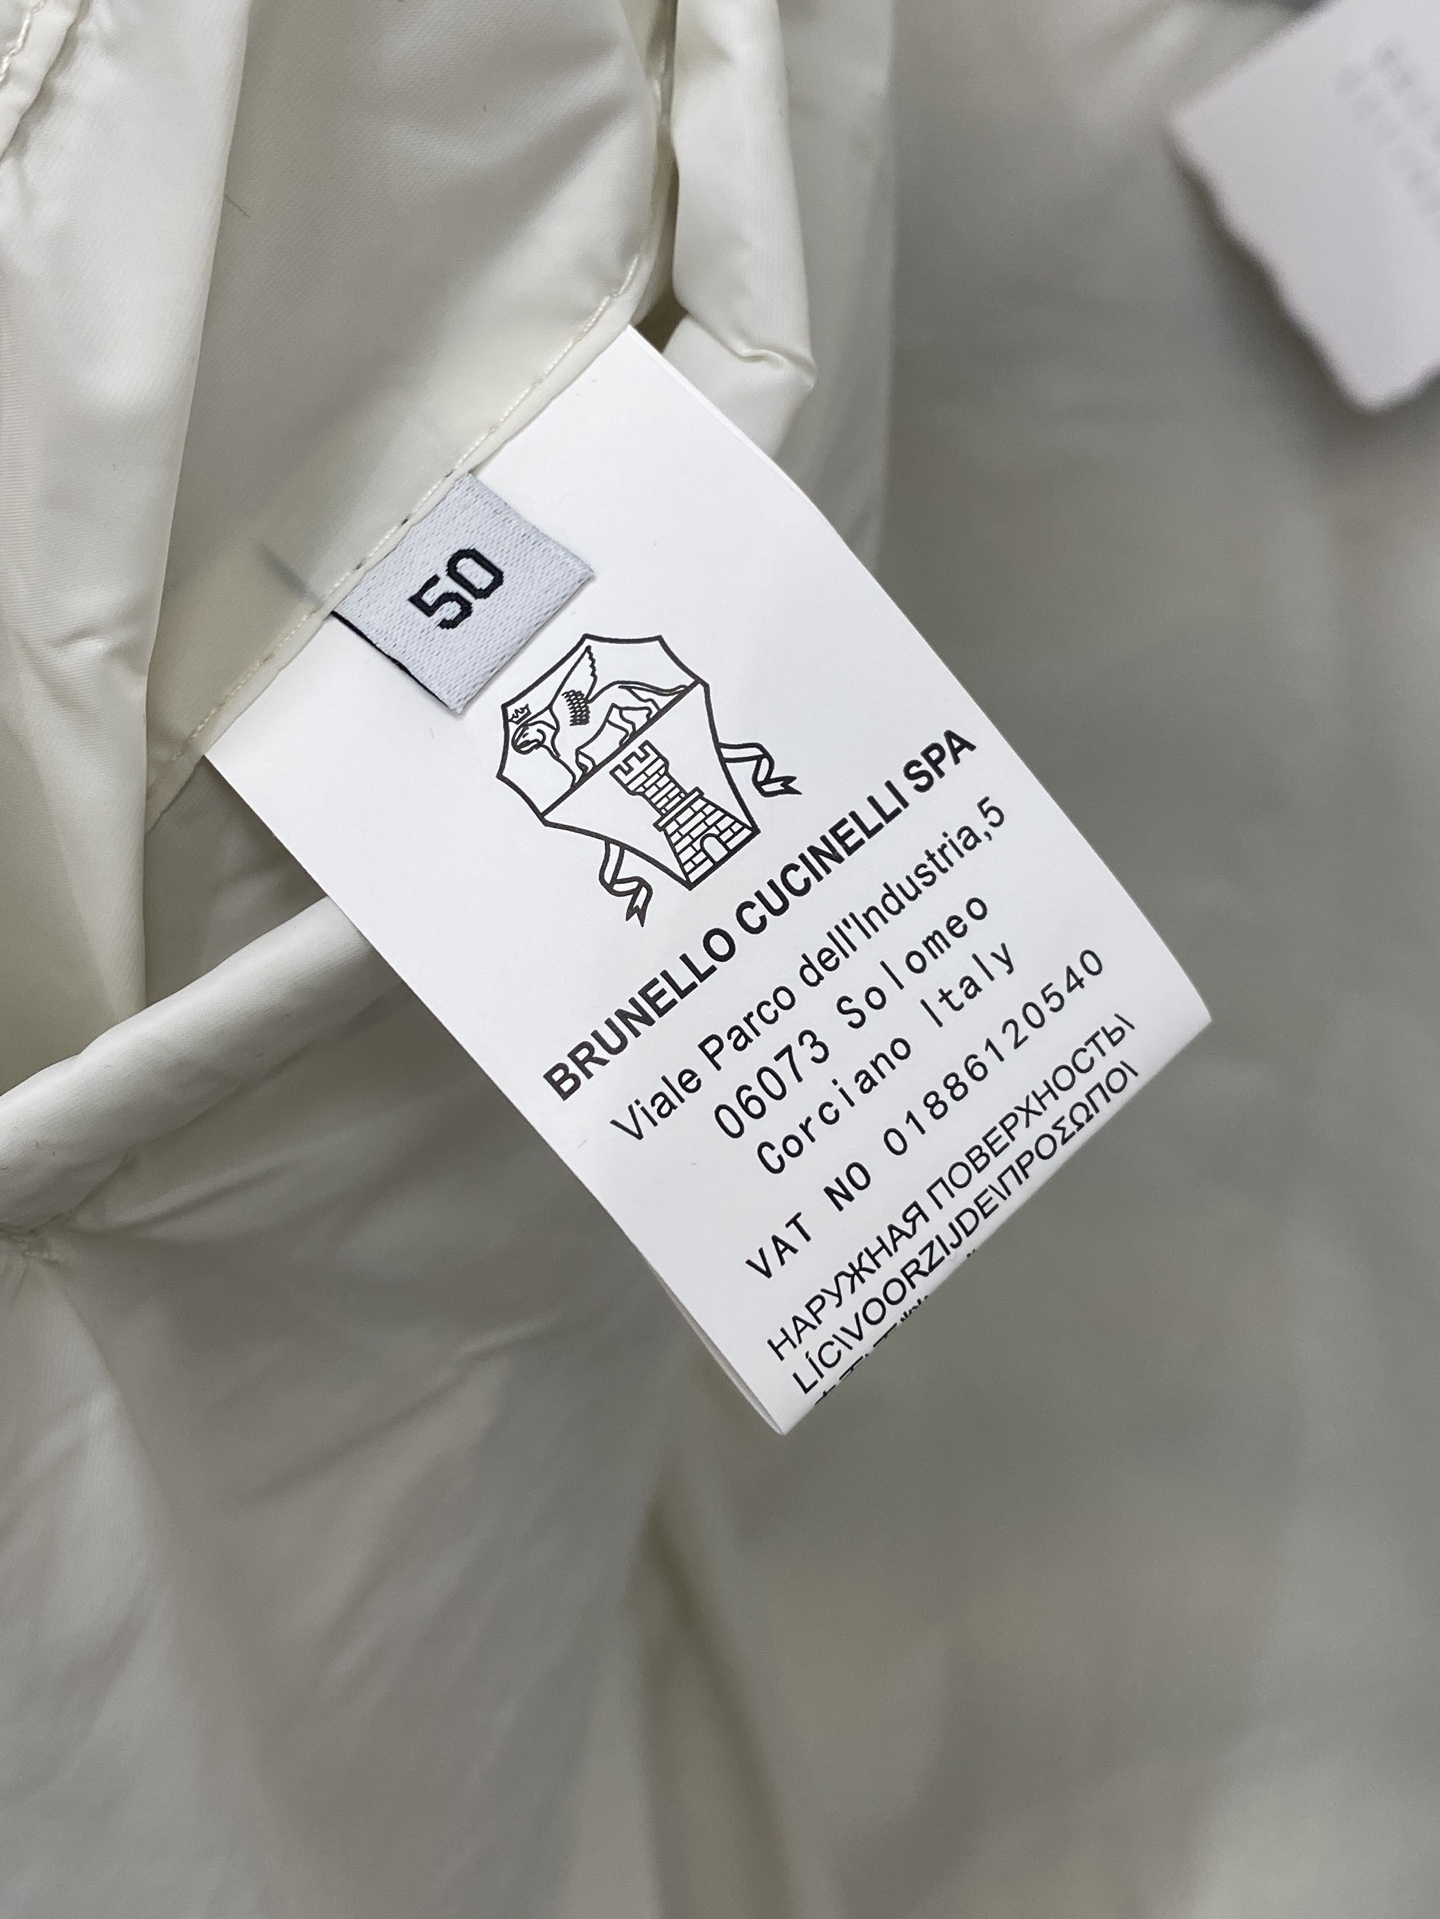 50
BRUNELLO CUCINELLI SPA
Viale Parco dell'Industria,5
06073 Solomeo
Corciano Italy
VAT NO 01886120540
НАРУЖНАЯ ПОВЕРХНОСТЬ\
LÍC\VOORZIJDE\ΠΡΟΣΩΠΟ\